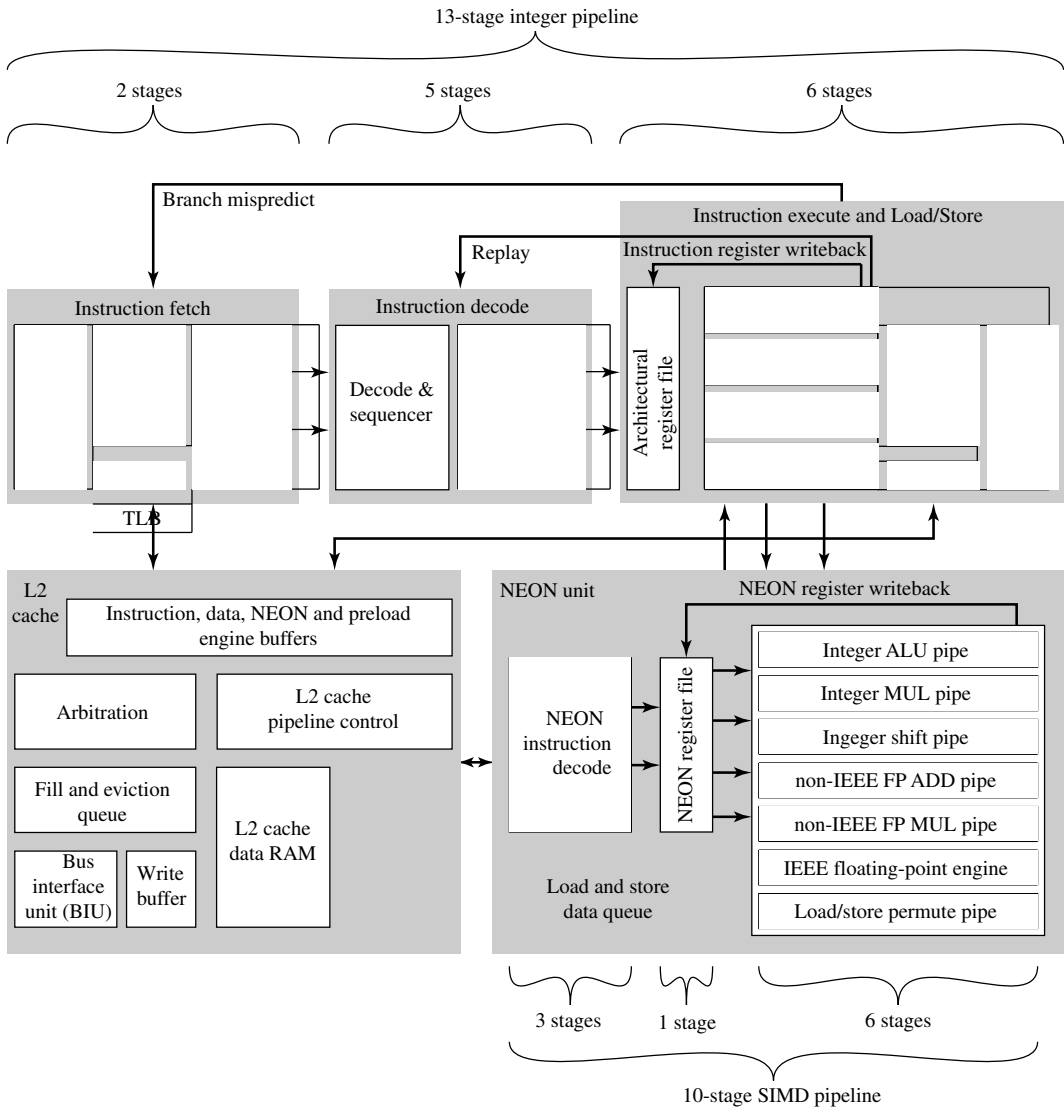 13-stage integer pipeline
2 stages
5 stages
6 stages
Branch mispredict
Instruction execute and Load/Store
Replay
Instruction register writeback
Instruction fetch
Instruction decode
Decode &
sequencer
Architectural
register file
TLB
L2
cache
Instruction, data, NEON and preload
engine buffers
Arbitration
L2 cache
pipeline control
Fill and eviction
queue
L2 cache
data RAM
Bus
interface
unit (BIU)
Write
buffer
NEON unit
NEON register writeback
NEON
instruction
decode
NEON register file
Integer ALU pipe
Integer MUL pipe
Ingeger shift pipe
non-IEEE FP ADD pipe
non-IEEE FP MUL pipe
IEEE floating-point engine
Load/store permute pipe
Load and store
data queue
3 stages
1 stage
6 stages
10-stage SIMD pipeline